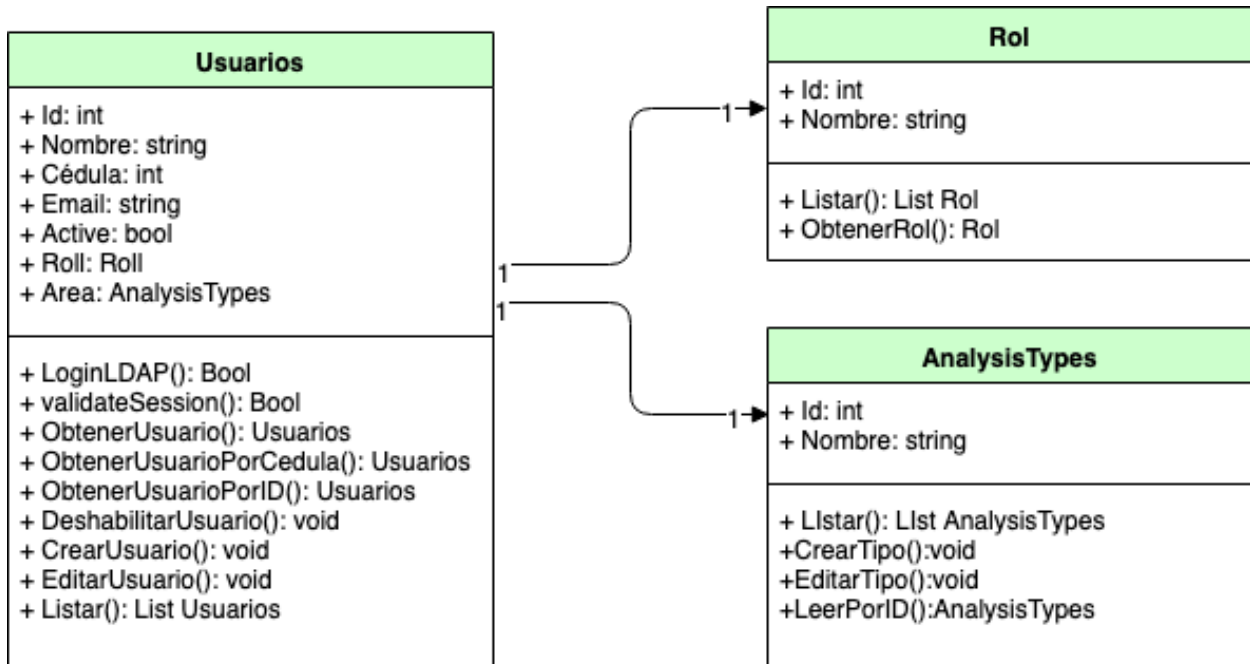 Usuarios
+ Id: int
+ Nombre: string
+ Cédula: int
+ Email: string
+ Active: bool
+ Roll: Roll
+ Area: AnalysisTypes
+ LoginLDAP(): Bool
+ validateSession(): Bool
+ ObtenerUsuario(): Usuarios
+ ObtenerUsuarioPorCedula(): Usuarios
+ ObtenerUsuarioPorID(): Usuarios
+ DeshabilitarUsuario(): void
+ CrearUsuario(): void
+ EditarUsuario(): void
+ Listar(): List Usuarios
1
1
1
1
Rol
+ Id: int
+ Nombre: string
+ Listar(): List Rol
+ ObtenerRol(): Rol
AnalysisTypes
+ Id: int
+ Nombre: string
+ LIstar(): LIst AnalysisTypes
+CrearTipo():void
+EditarTipo():void
+LeerPorID():AnalysisTypes